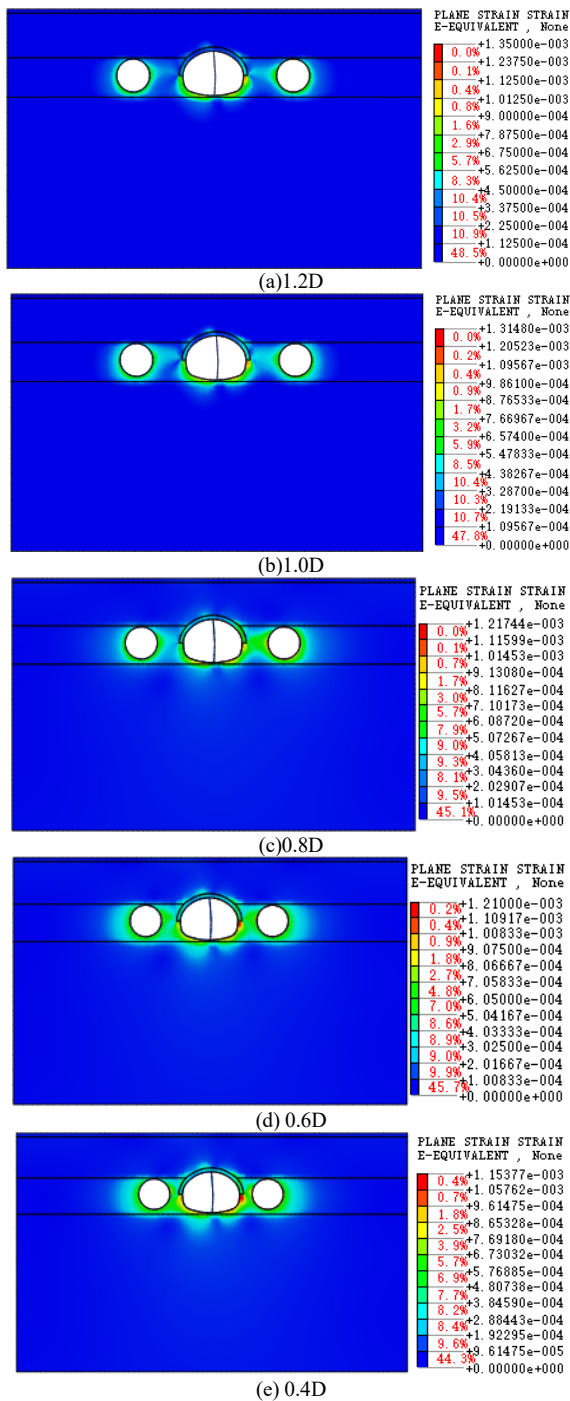 PLANE STRAIN STRAIN
E-EQUIVALENT , None
+1.35000e-003
0.0%
+1.23750e-003
0.1%
+1.12500e-003
0.4%
+1.01250e-003
0.8%
+9.00000e-004
1.6%
+7.87500e-004
2.9%
+6.75000e-004
5.7%
+5.62500e-004
8.3%
+4.50000e-004
10.4%
+3.37500e-004
10.5%
+2.25000e-004
10.9%
+1.12500e-004
48.5%
+0.00000e+000
(a)1.2D
PLANE STRAIN STRAIN
E-EQUIVALENT , None
+1.31480e-003
0.0%
+1.20523e-003
0.2%
+1.09567e-003
0.4%
+9.86100e-004
0.9%
+8.76533e-004
1.7%
+7.66967e-004
3.2%
+6.57400e-004
5.9%
+5.47833e-004
8.5%
+4.38267e-004
10.4%
+3.28700e-004
10.3%
+2.19133e-004
10.7%
+1.09567e-004
47.8%
+0.00000e+000
(b)1.0D
PLANE STRAIN STRAIN
E-EQUIVALENT , None
+1.21744e-003
0.0%
+1.11599e-003
0.1%
+1.01453e-003
0.7%
+9.13080e-004
1.7%
+8.11627e-004
3.0%
+7.10173e-004
5.7%
+6.08720e-004
7.9%
+5.07267e-004
9.0%
+4.05813e-004
9.3%
+3.04360e-004
8.1%
+2.02907e-004
9.5%
+1.01453e-004
45.1%
+0.00000e+000
(c)0.8D
PLANE STRAIN STRAIN
E-EQUIVALENT , None
+1.21000e-003
0.2%
+1.10917e-003
0.4%
+1.00833e-003
0.9%
+9.07500e-004
1.8%
+8.06667e-004
2.7%
+7.05833e-004
4.8%
+6.05000e-004
7.0%
+5.04167e-004
8.6%
+4.03333e-004
8.9%
+3.02500e-004
9.0%
+2.01667e-004
9.9%
+1.00833e-004
45.7%
+0.00000e+000
(d) 0.6D
PLANE STRAIN STRAIN
E-EQUIVALENT , None
+1.15377e-003
0.4%
+1.05762e-003
0.7%
+9.61475e-004
1.8%
+8.65328e-004
2.5%
+7.69180e-004
3.9%
+6.73032e-004
5.7%
+5.76885e-004
6.9%
+4.80738e-004
7.7%
+3.84590e-004
8.2%
+2.88443e-004
8.4%
+1.92295e-004
9.6%
+9.61475e-005
44.3%
+0.00000e+000
(e) 0.4D